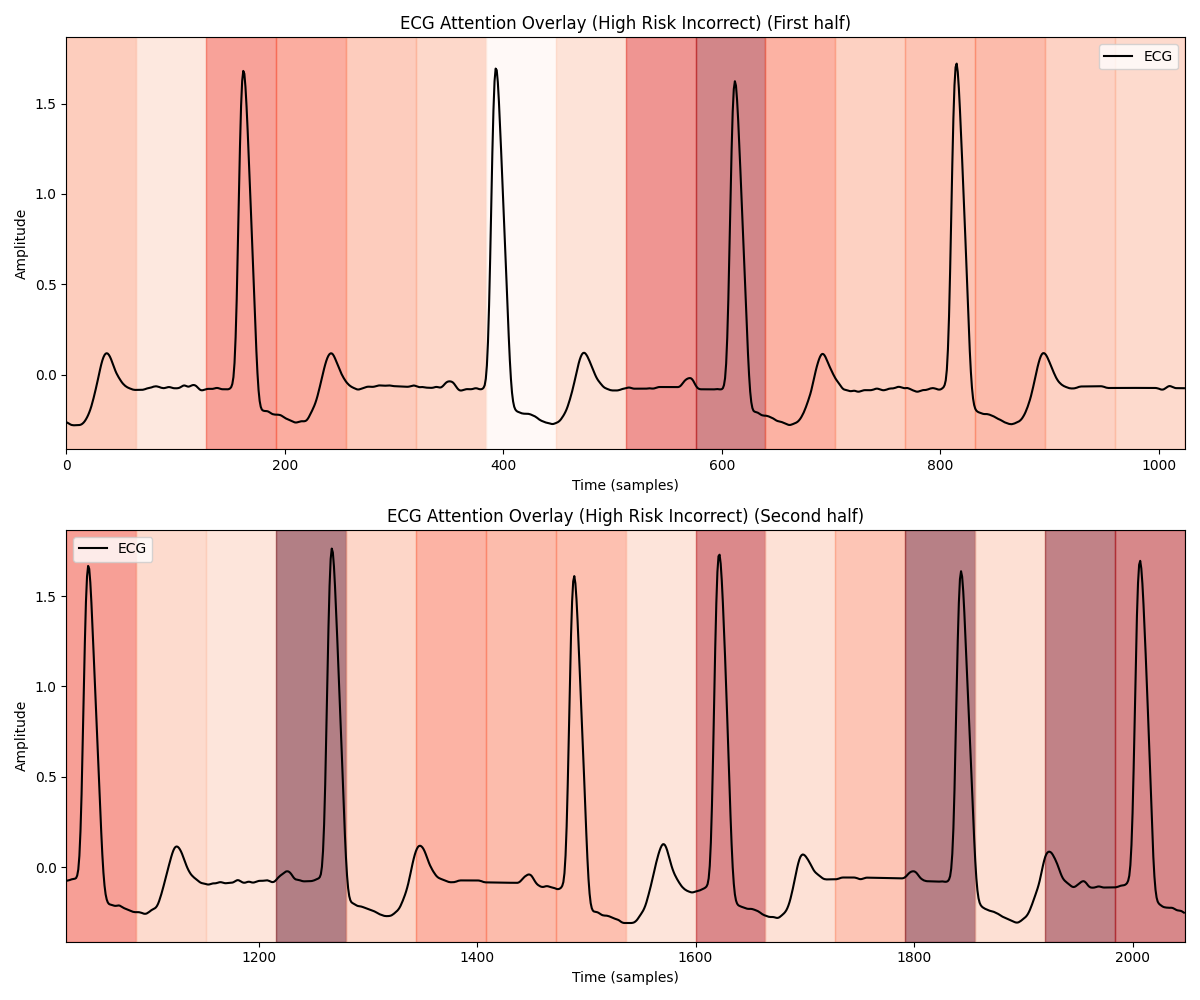 ECG Attention Overlay (High Risk Incorrect) (First half)
ECG
Amplitude
1.5
1.0
0.5
0.0
0 200 400 600 800 1000
Time (samples)
ECG Attention Overlay (High Risk Incorrect) (Second half)
ECG
Amplitude
1.5
1.0
0.5
0.0
1200 1400 1600 1800 2000
Time (samples)